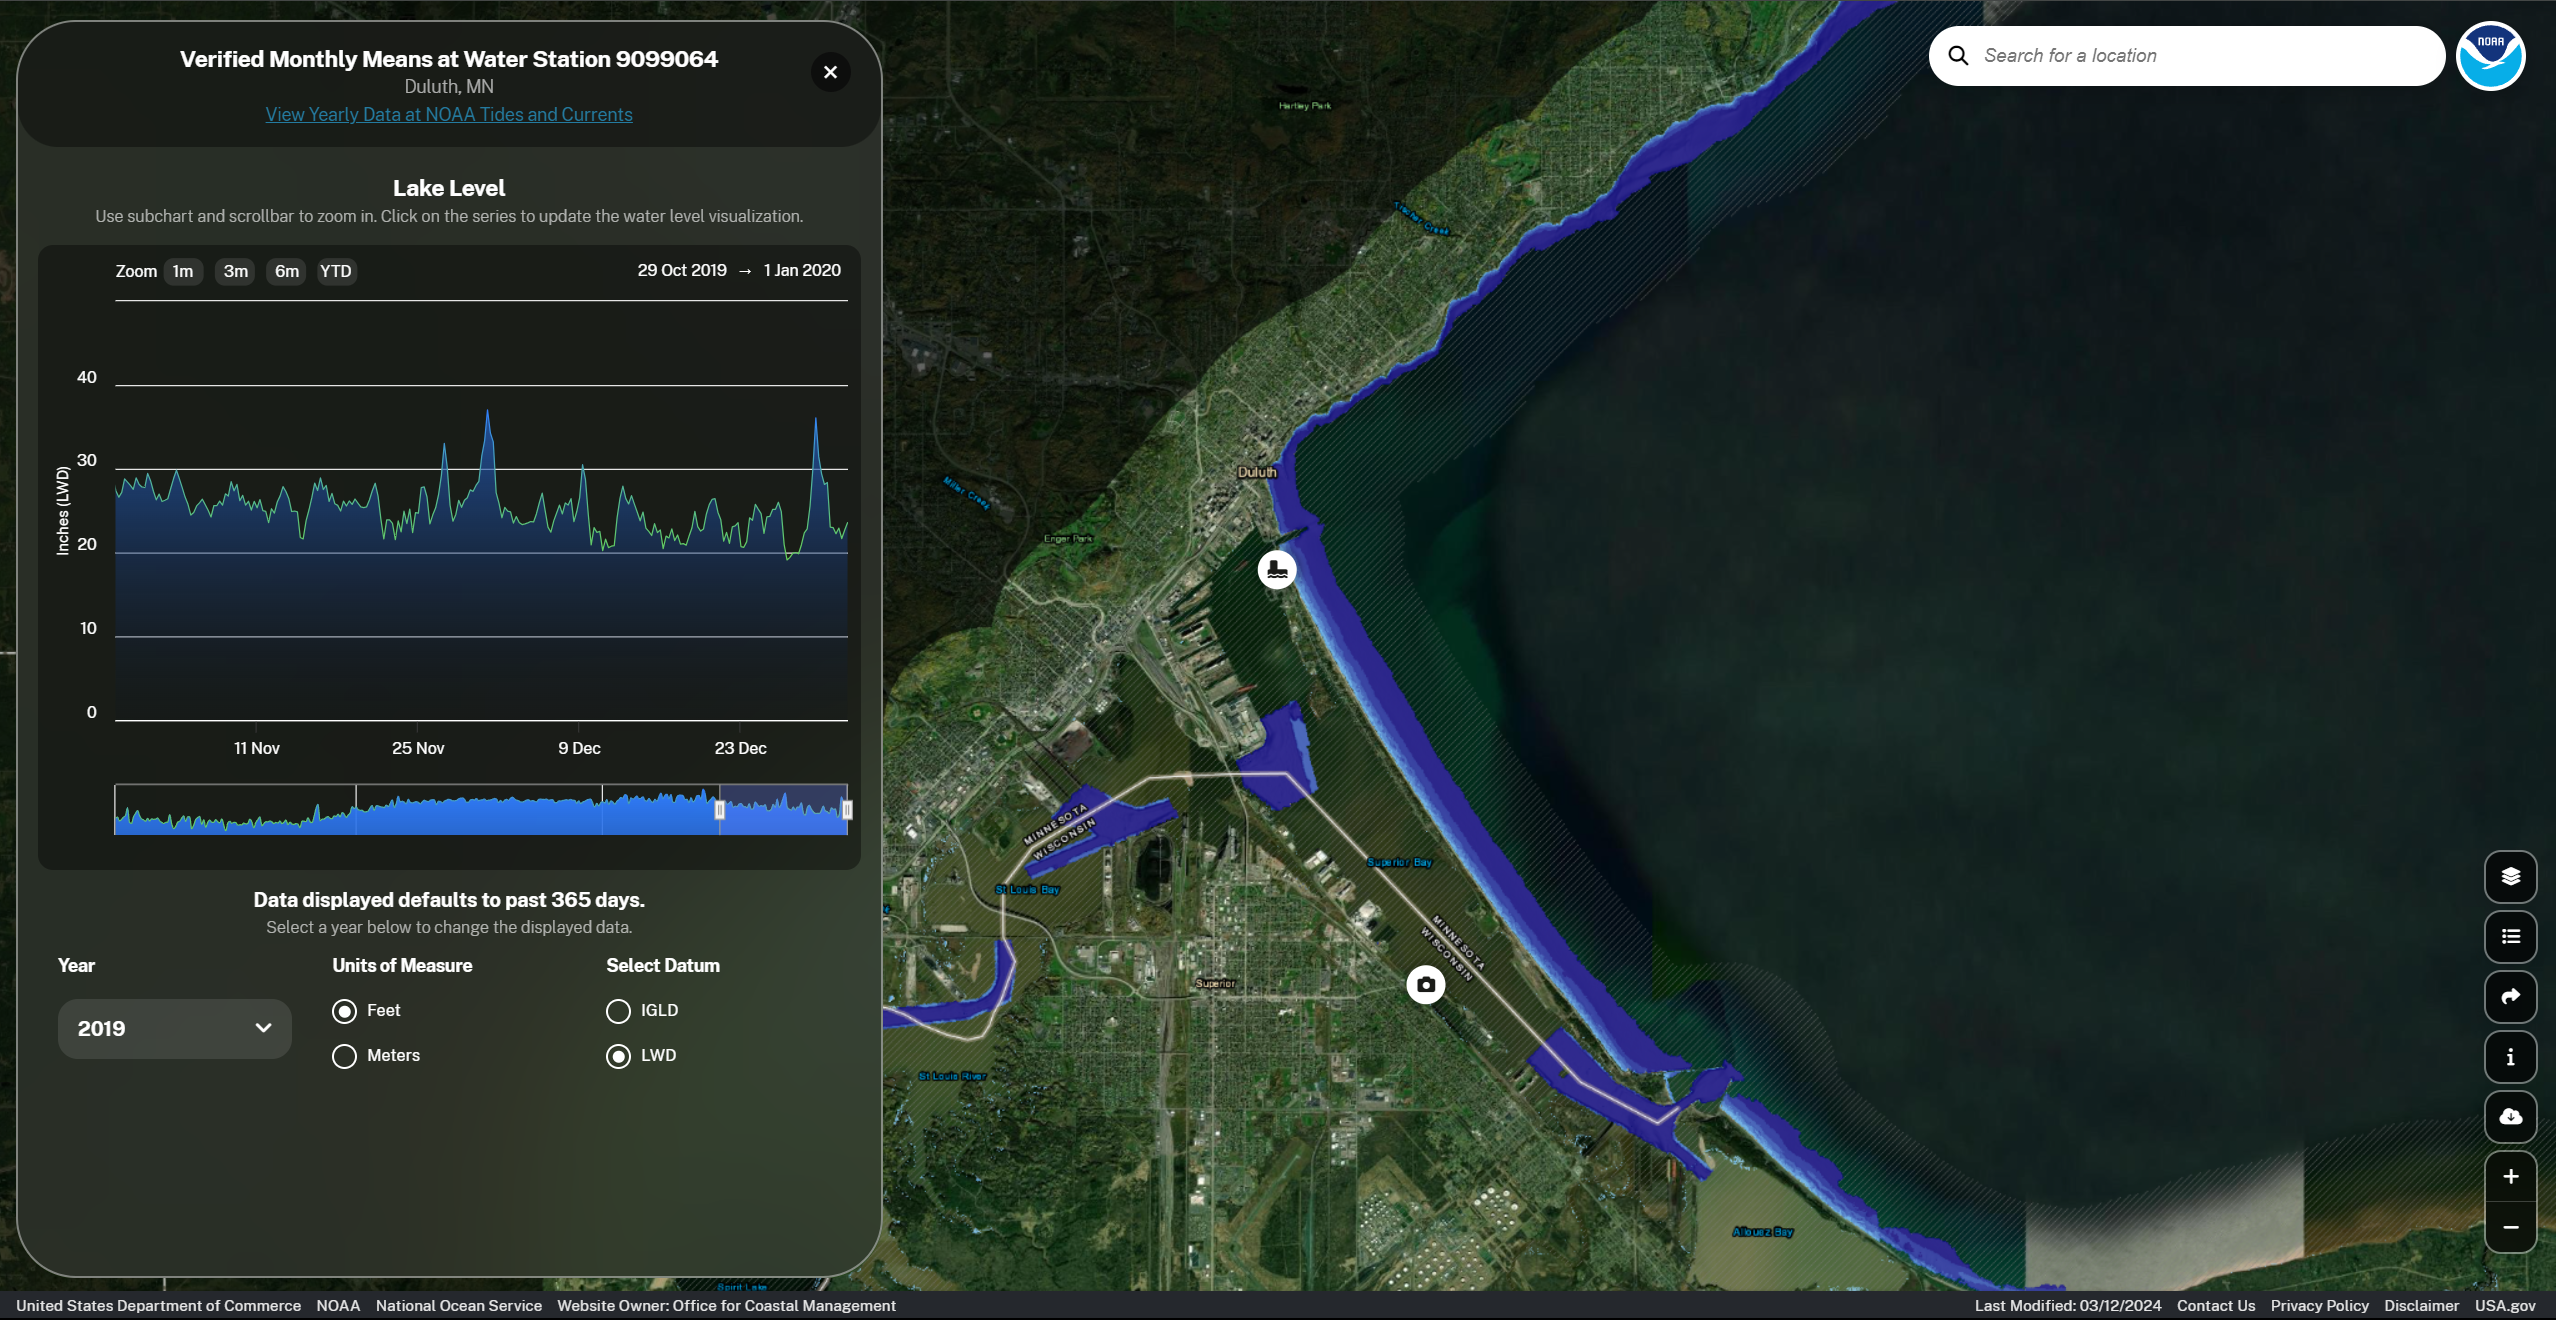 Verified Monthly Means at Water Station 9099064
Duluth, MN
View Yearly Data at NOAA Tides and Currents
Lake Level
Use subchart and scrollbar to zoom in. Click on the series to update the water level visualization.
Zoom 1m 3m 6m YTD
29 Oct 2019 → 1 Jan 2020
Inches (LWD)
40
30
20
10
0
11 Nov 25 Nov 9 Dec 23 Dec
Data displayed defaults to past 365 days.
Select a year below to change the displayed data.
Year
2019
Units of Measure
Feet
Meters
Select Datum
IGLD
LWD
Search for a location
NOAA
Hartley Park
Tischer Creek
Duluth
Miller Creek
Enger Park
MINNESOTA
WISCONSIN
St Louis Bay
Superior Bay
MINNESOTA
WISCONSIN
Superior
St Louis River
Allouez Bay
Spirit Lake
United States Department of Commerce NOAA National Ocean Service Website Owner: Office for Coastal Management
Last Modified: 03/12/2024 Contact Us Privacy Policy Disclaimer USA.gov